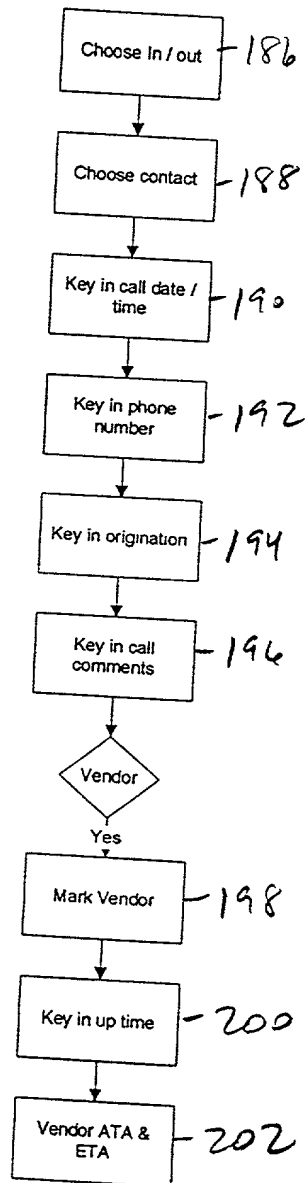 Choose In / out - 186
Choose contact - 188
Key in call date / - 190
time
Key in phone - 192
number
Key in origination - 194
Key in call - 196
comments
Vendor
Yes
Mark Vendor - 198
Key in up time - 200
Vendor ATA & - 202
ETA